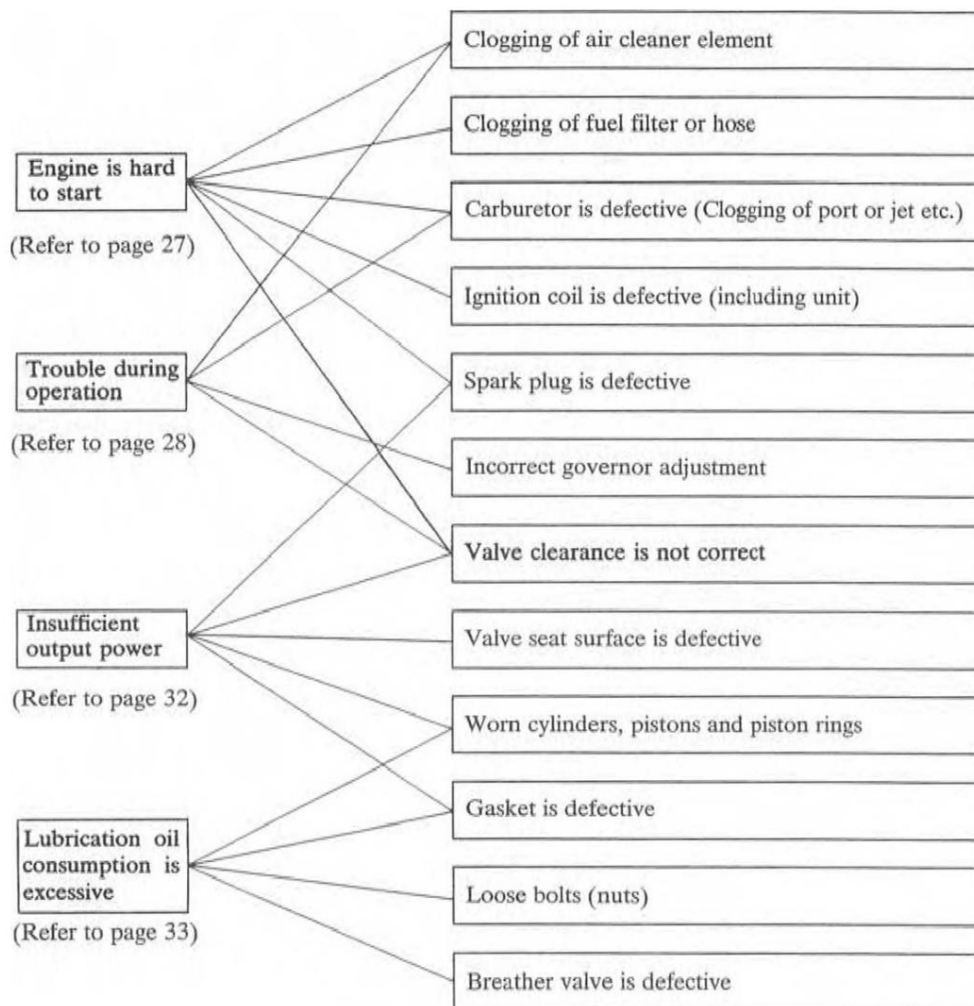 Clogging of air cleaner element
Clogging of fuel filter or hose
Engine is hard
to start
(Refer to page 27)
Carburetor is defective (Clogging of port or jet etc.)
Ignition coil is defective (including unit)
Trouble during
operation
(Refer to page 28)
Spark plug is defective
Incorrect governor adjustment
Valve clearance is not correct
Insufficient
output power
(Refer to page 32)
Valve seat surface is defective
Worn cylinders, pistons and piston rings
Gasket is defective
Lubrication oil
consumption is
excessive
(Refer to page 33)
Loose bolts (nuts)
Breather valve is defective